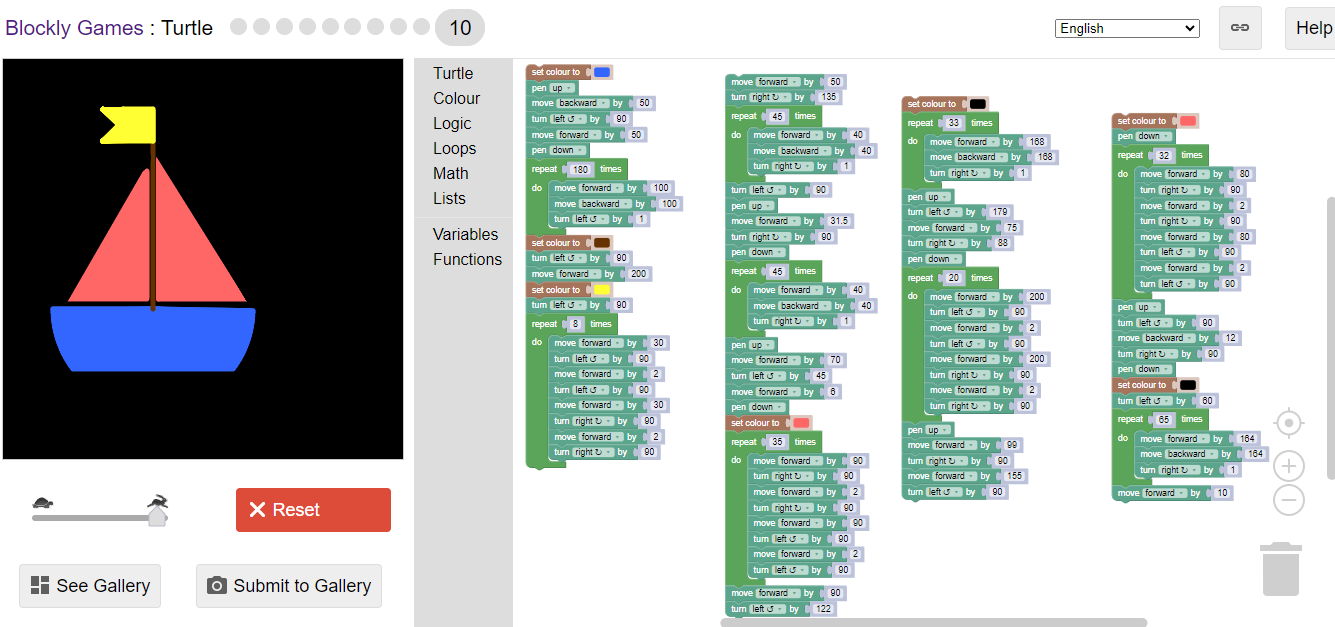 Blockly Games : Turtle
10
English
Help
Turtle
Colour
Logic
Loops
Math
Lists
Variables
Functions
set colour to
pen up
move backward by 50
turn left ↺ by 90
move forward by 50
pen down
repeat 180 times
do move forward by 100
move backward by 100
turn left ↺ by 1
set colour to
turn left ↺ by 90
move forward by 200
set colour to
turn left ↺ by 90
repeat 8 times
do move forward by 30
turn left ↺ by 90
move forward by 2
turn left ↺ by 90
move forward by 30
turn right ↻ by 90
move forward by 2
turn right ↻ by 90
move forward by 50
turn right ↻ by 135
repeat 45 times
do move forward by 40
move backward by 40
turn right ↻ by 1
turn left ↺ by 90
pen up
move forward by 31.5
turn right ↻ by 90
pen down
repeat 45 times
do move forward by 40
move backward by 40
turn right ↻ by 1
pen up
move forward by 70
turn left ↺ by 45
move forward by 6
pen down
set colour to
repeat 35 times
do move forward by 90
turn right ↻ by 90
move forward by 2
turn right ↻ by 90
move forward by 90
turn left ↺ by 90
move forward by 2
turn left ↺ by 90
move forward by 90
turn left ↺ by 122
set colour to
repeat 33 times
do move forward by 168
move backward by 168
turn right ↻ by 1
pen up
turn left ↺ by 179
move forward by 75
turn right ↻ by 88
pen down
repeat 20 times
do move forward by 200
turn left ↺ by 90
move forward by 2
turn left ↺ by 90
move forward by 200
turn right ↻ by 90
move forward by 2
turn right ↻ by 90
pen up
move forward by 99
turn right ↻ by 90
move forward by 155
turn left ↺ by 90
set colour to
pen down
repeat 32 times
do move forward by 80
turn right ↻ by 90
move forward by 2
turn right ↻ by 90
move forward by 80
turn left ↺ by 90
move forward by 2
turn left ↺ by 90
pen up
turn left ↺ by 90
move backward by 12
turn right ↻ by 90
pen down
set colour to
turn left ↺ by 60
repeat 65 times
do move forward by 164
move backward by 164
turn right ↻ by 1
move forward by 10
Reset
See Gallery
Submit to Gallery